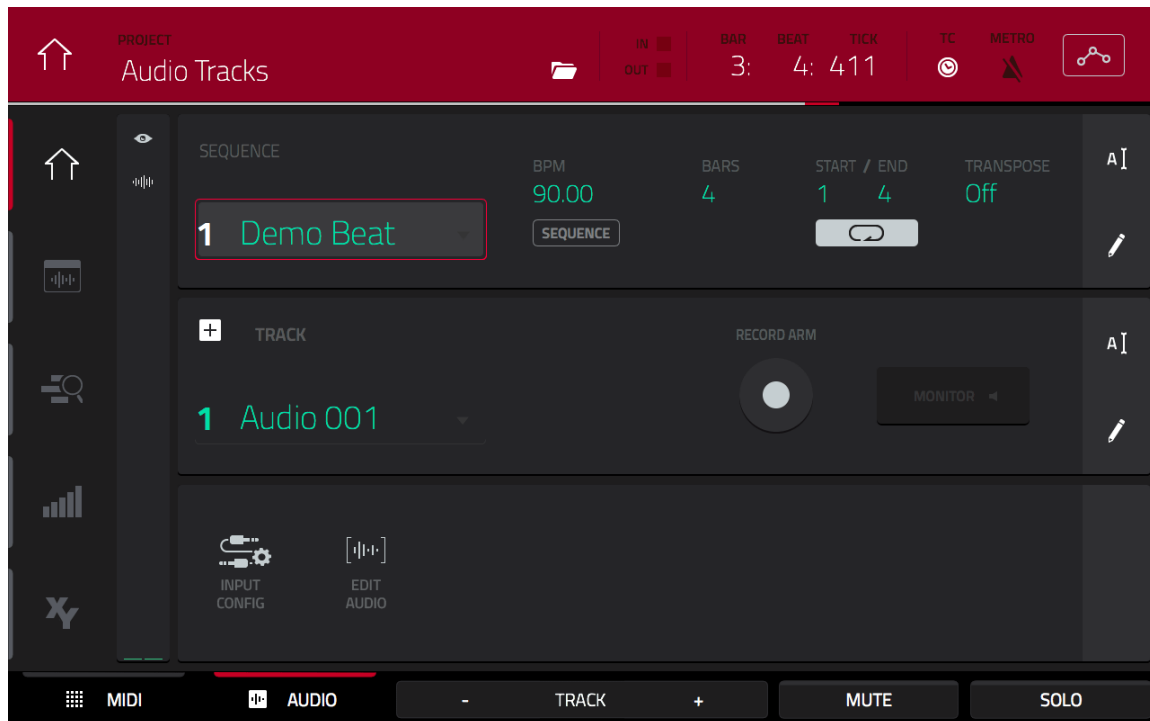 PROJECT
Audio Tracks
IN
OUT
BAR BEAT TICK
3: 4: 411
TC
METRO
SEQUENCE
1 Demo Beat
BPM
90.00
SEQUENCE
BARS
4
START / END
1 4
TRANSPOSE
Off
A
TRACK
1 Audio 001
RECORD ARM
MONITOR
A
INPUT
CONFIG
EDIT
AUDIO
XY
MIDI
AUDIO
- TRACK +
MUTE
SOLO